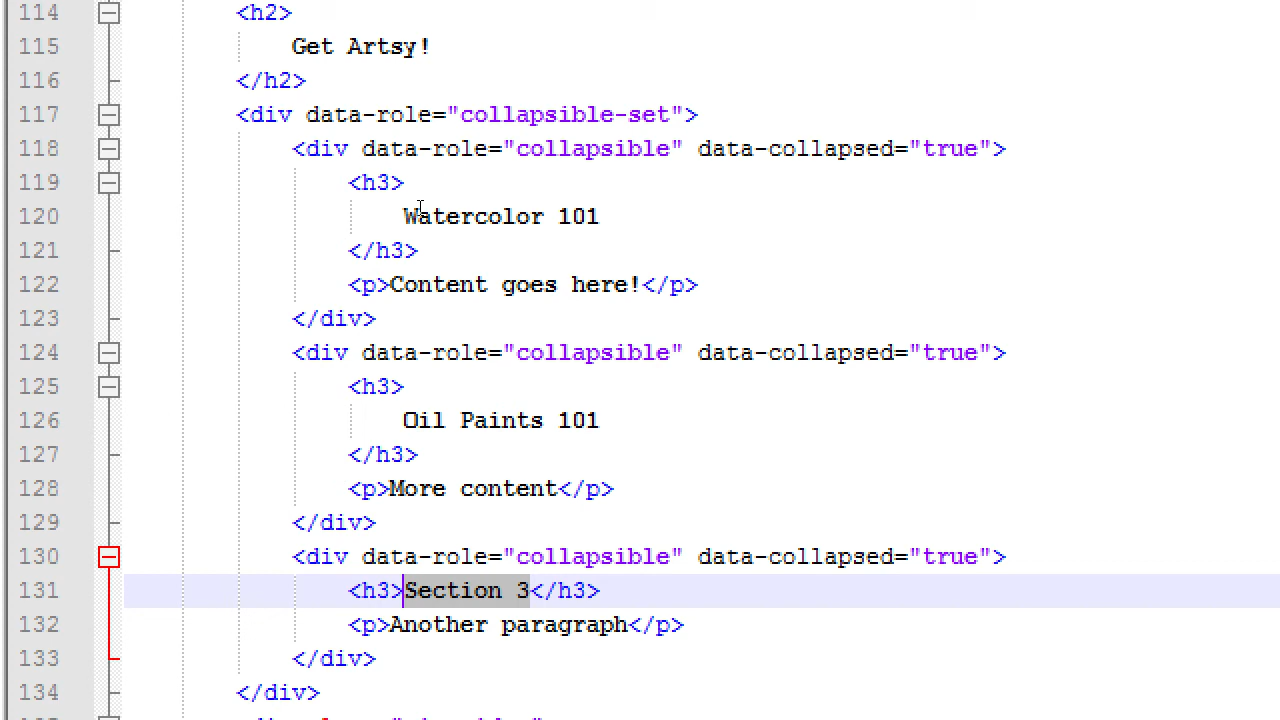 114 <h2>
115 Get Artsy!
116 </h2>
117 <div data-role="collapsible-set">
118 <div data-role="collapsible" data-collapsed="true">
119 <h3>
120 Watercolor 101
121 </h3>
122 <p>Content goes here!</p>
123 </div>
124 <div data-role="collapsible" data-collapsed="true">
125 <h3>
126 Oil Paints 101
127 </h3>
128 <p>More content</p>
129 </div>
130 <div data-role="collapsible" data-collapsed="true">
131 <h3>Section 3</h3>
132 <p>Another paragraph</p>
133 </div>
134 </div>